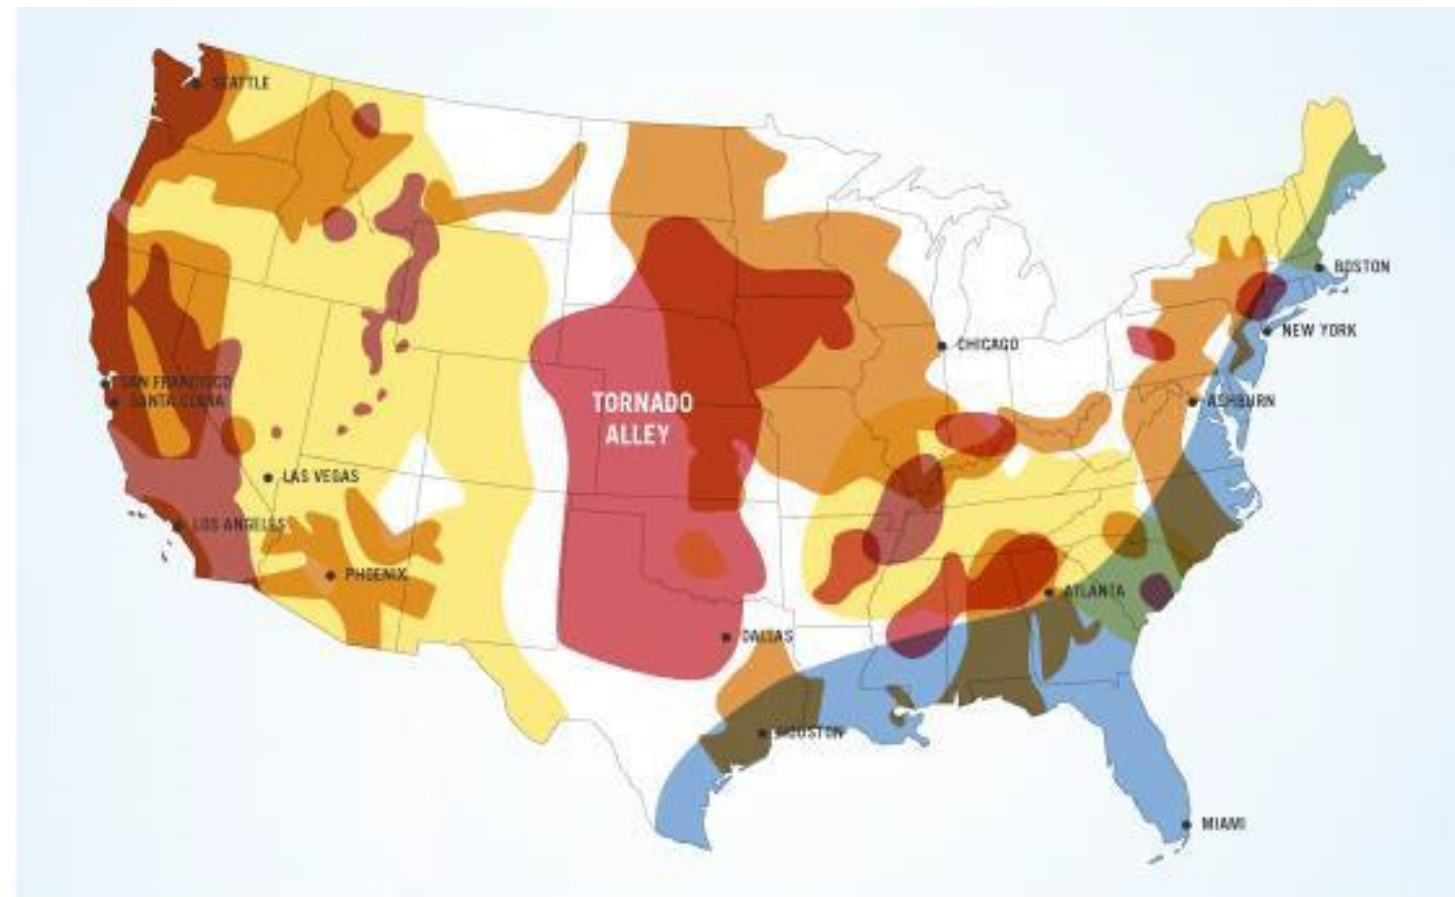 SEATTLE
BOSTON
NEW YORK
CHICAGO
SAN FRANCISCO
SANTA CLARA
ASHBURN
TORNADO
ALLEY
LAS VEGAS
LOS ANGELES
PHOENIX
ATLANTA
DALLAS
HOUSTON
MIAMI